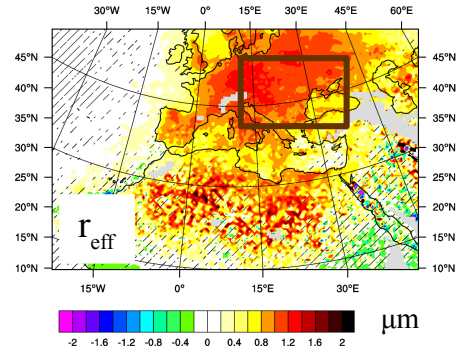 30°W 15°W 0° 15°E 30°E 45°E 60°E
45°N 45°N
40°N 40°N
35°N 35°N
30°N 30°N
25°N 25°N
20°N 20°N
15°N 15°N
10°N 10°N
r_eff
15°W 0° 15°E 30°E
-2 -1.6 -1.2 -0.8 -0.4 0 0.4 0.8 1.2 1.6 2 μm